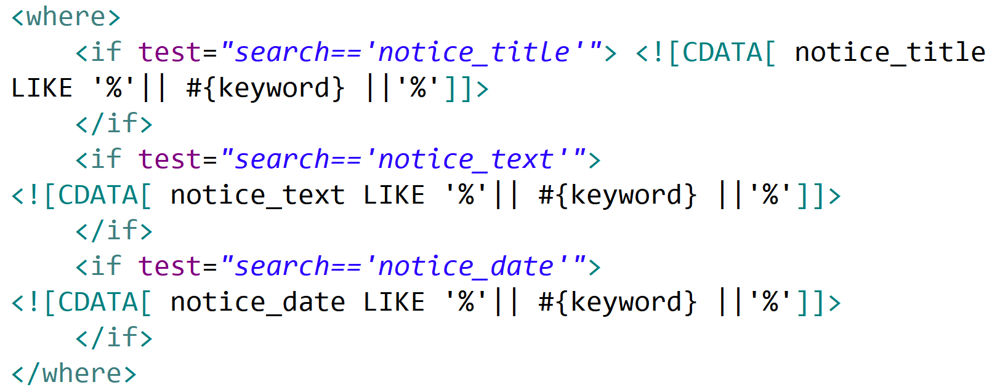 <where>
    <if test="search=='notice_title'"> <![CDATA[ notice_title
LIKE '%'|| #{keyword} ||'%']]>
    </if>
    <if test="search=='notice_text'">
<![CDATA[ notice_text LIKE '%'|| #{keyword} ||'%']]>
    </if>
    <if test="search=='notice_date'">
<![CDATA[ notice_date LIKE '%'|| #{keyword} ||'%']]>
    </if>
</where>